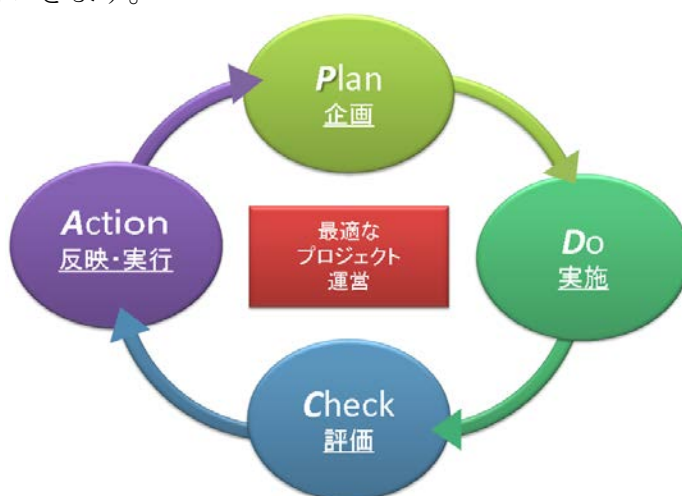 Plan
企画
Do
実施
Check
評価
Action
反映・実行
最適な
プロジェクト
運営